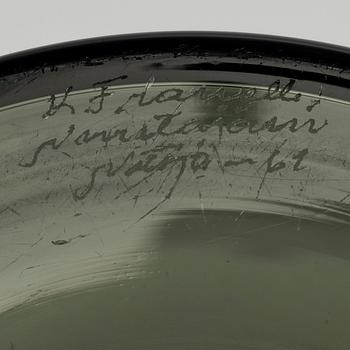 K Franck
Nuutajärvi
Notsjö -61